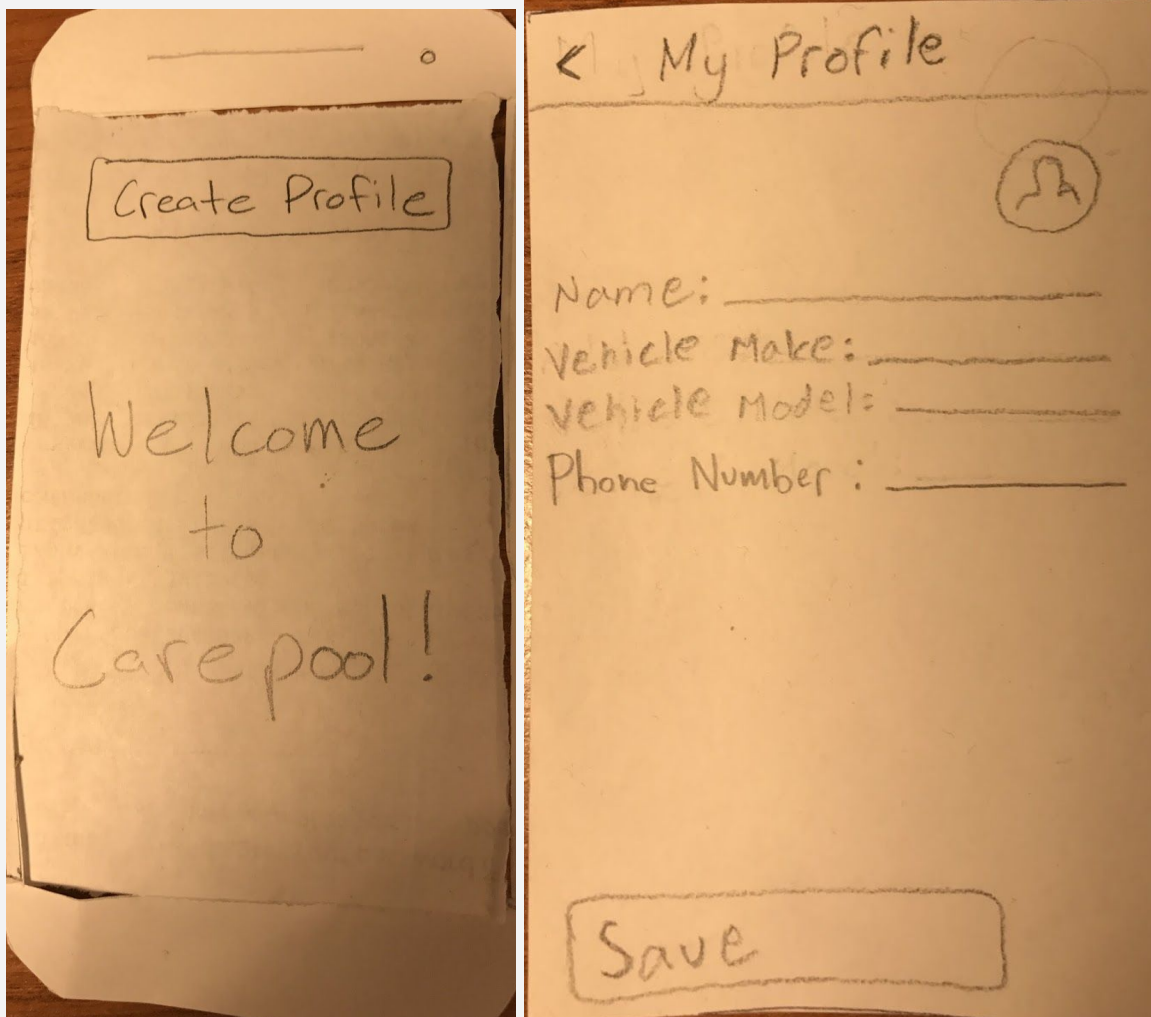 Create Profile
Welcome
to
Carepool!
< My Profile
Name:
Vehicle Make:
Vehicle Model:
Phone Number :
Save